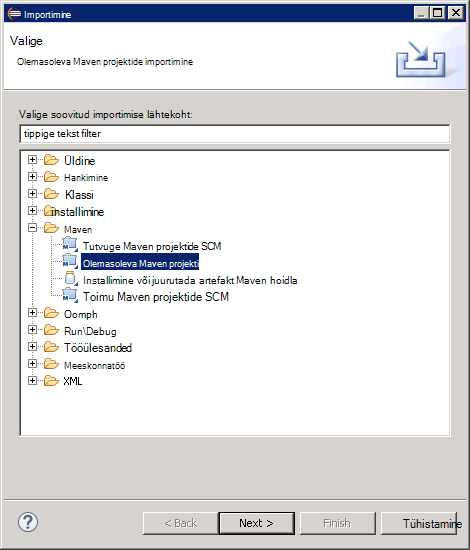 Importimine
Valige
Olemasoleva Maven projektide importimine
Valige soovitud importimise lähtekoht:
tippige tekst filter
Üldine
Hankimine
Klassi
installimine
Maven
Tutvuge Maven projektide SCM
Olemasoleva Maven projekti
Installimine või juurutada artefakt Maven hoidla
Toimu Maven projektide SCM
Oomph
Run\Debug
Tööülesanded
Meeskonnatöö
XML
? < Back Next > Finish Tühistamine